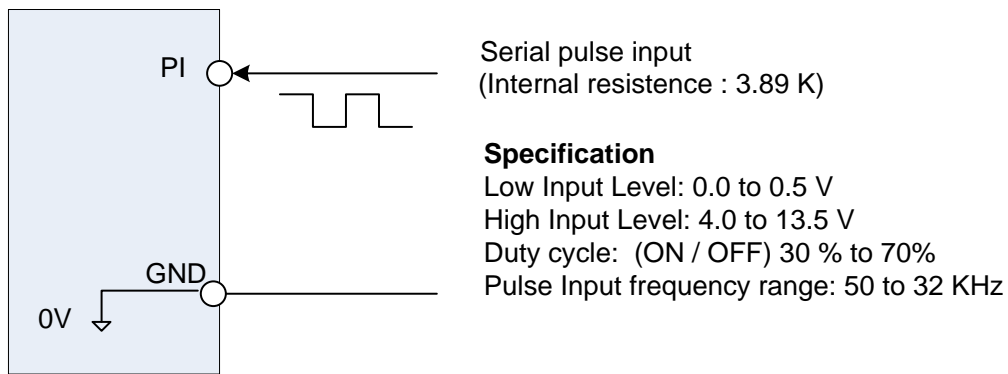 PI
Serial pulse input
(Internal resistence : 3.89 K)
Specification
Low Input Level: 0.0 to 0.5 V
High Input Level: 4.0 to 13.5 V
Duty cycle: (ON / OFF) 30 % to 70%
Pulse Input frequency range: 50 to 32 KHz
GND
0V